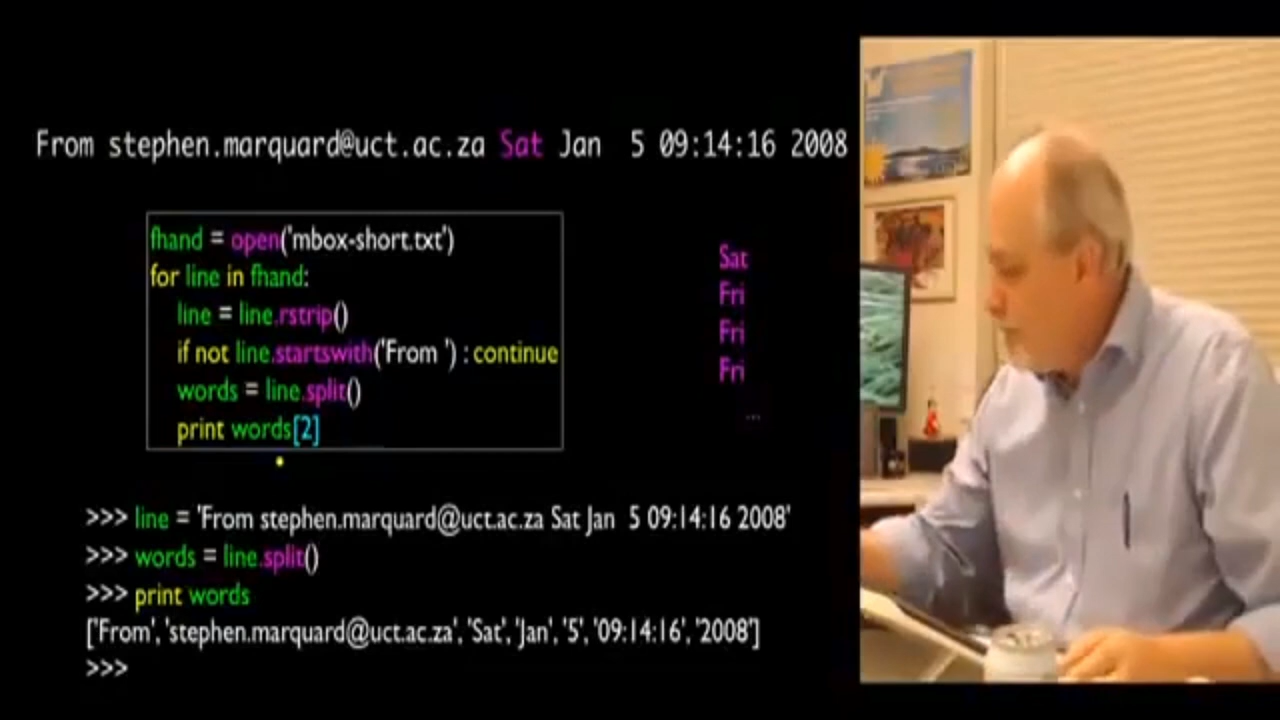 From stephen.marquard@uct.ac.za Sat Jan  5 09:14:16 2008
fhand = open('mbox-short.txt')
for line in fhand:
    line = line.rstrip()
    if not line.startswith('From ') : continue
    words = line.split()
    print words[2]
Sat
Fri
Fri
Fri
...
>>> line = 'From stephen.marquard@uct.ac.za Sat Jan  5 09:14:16 2008'
>>> words = line.split()
>>> print words
['From', 'stephen.marquard@uct.ac.za', 'Sat', 'Jan', '5', '09:14:16', '2008']
>>>